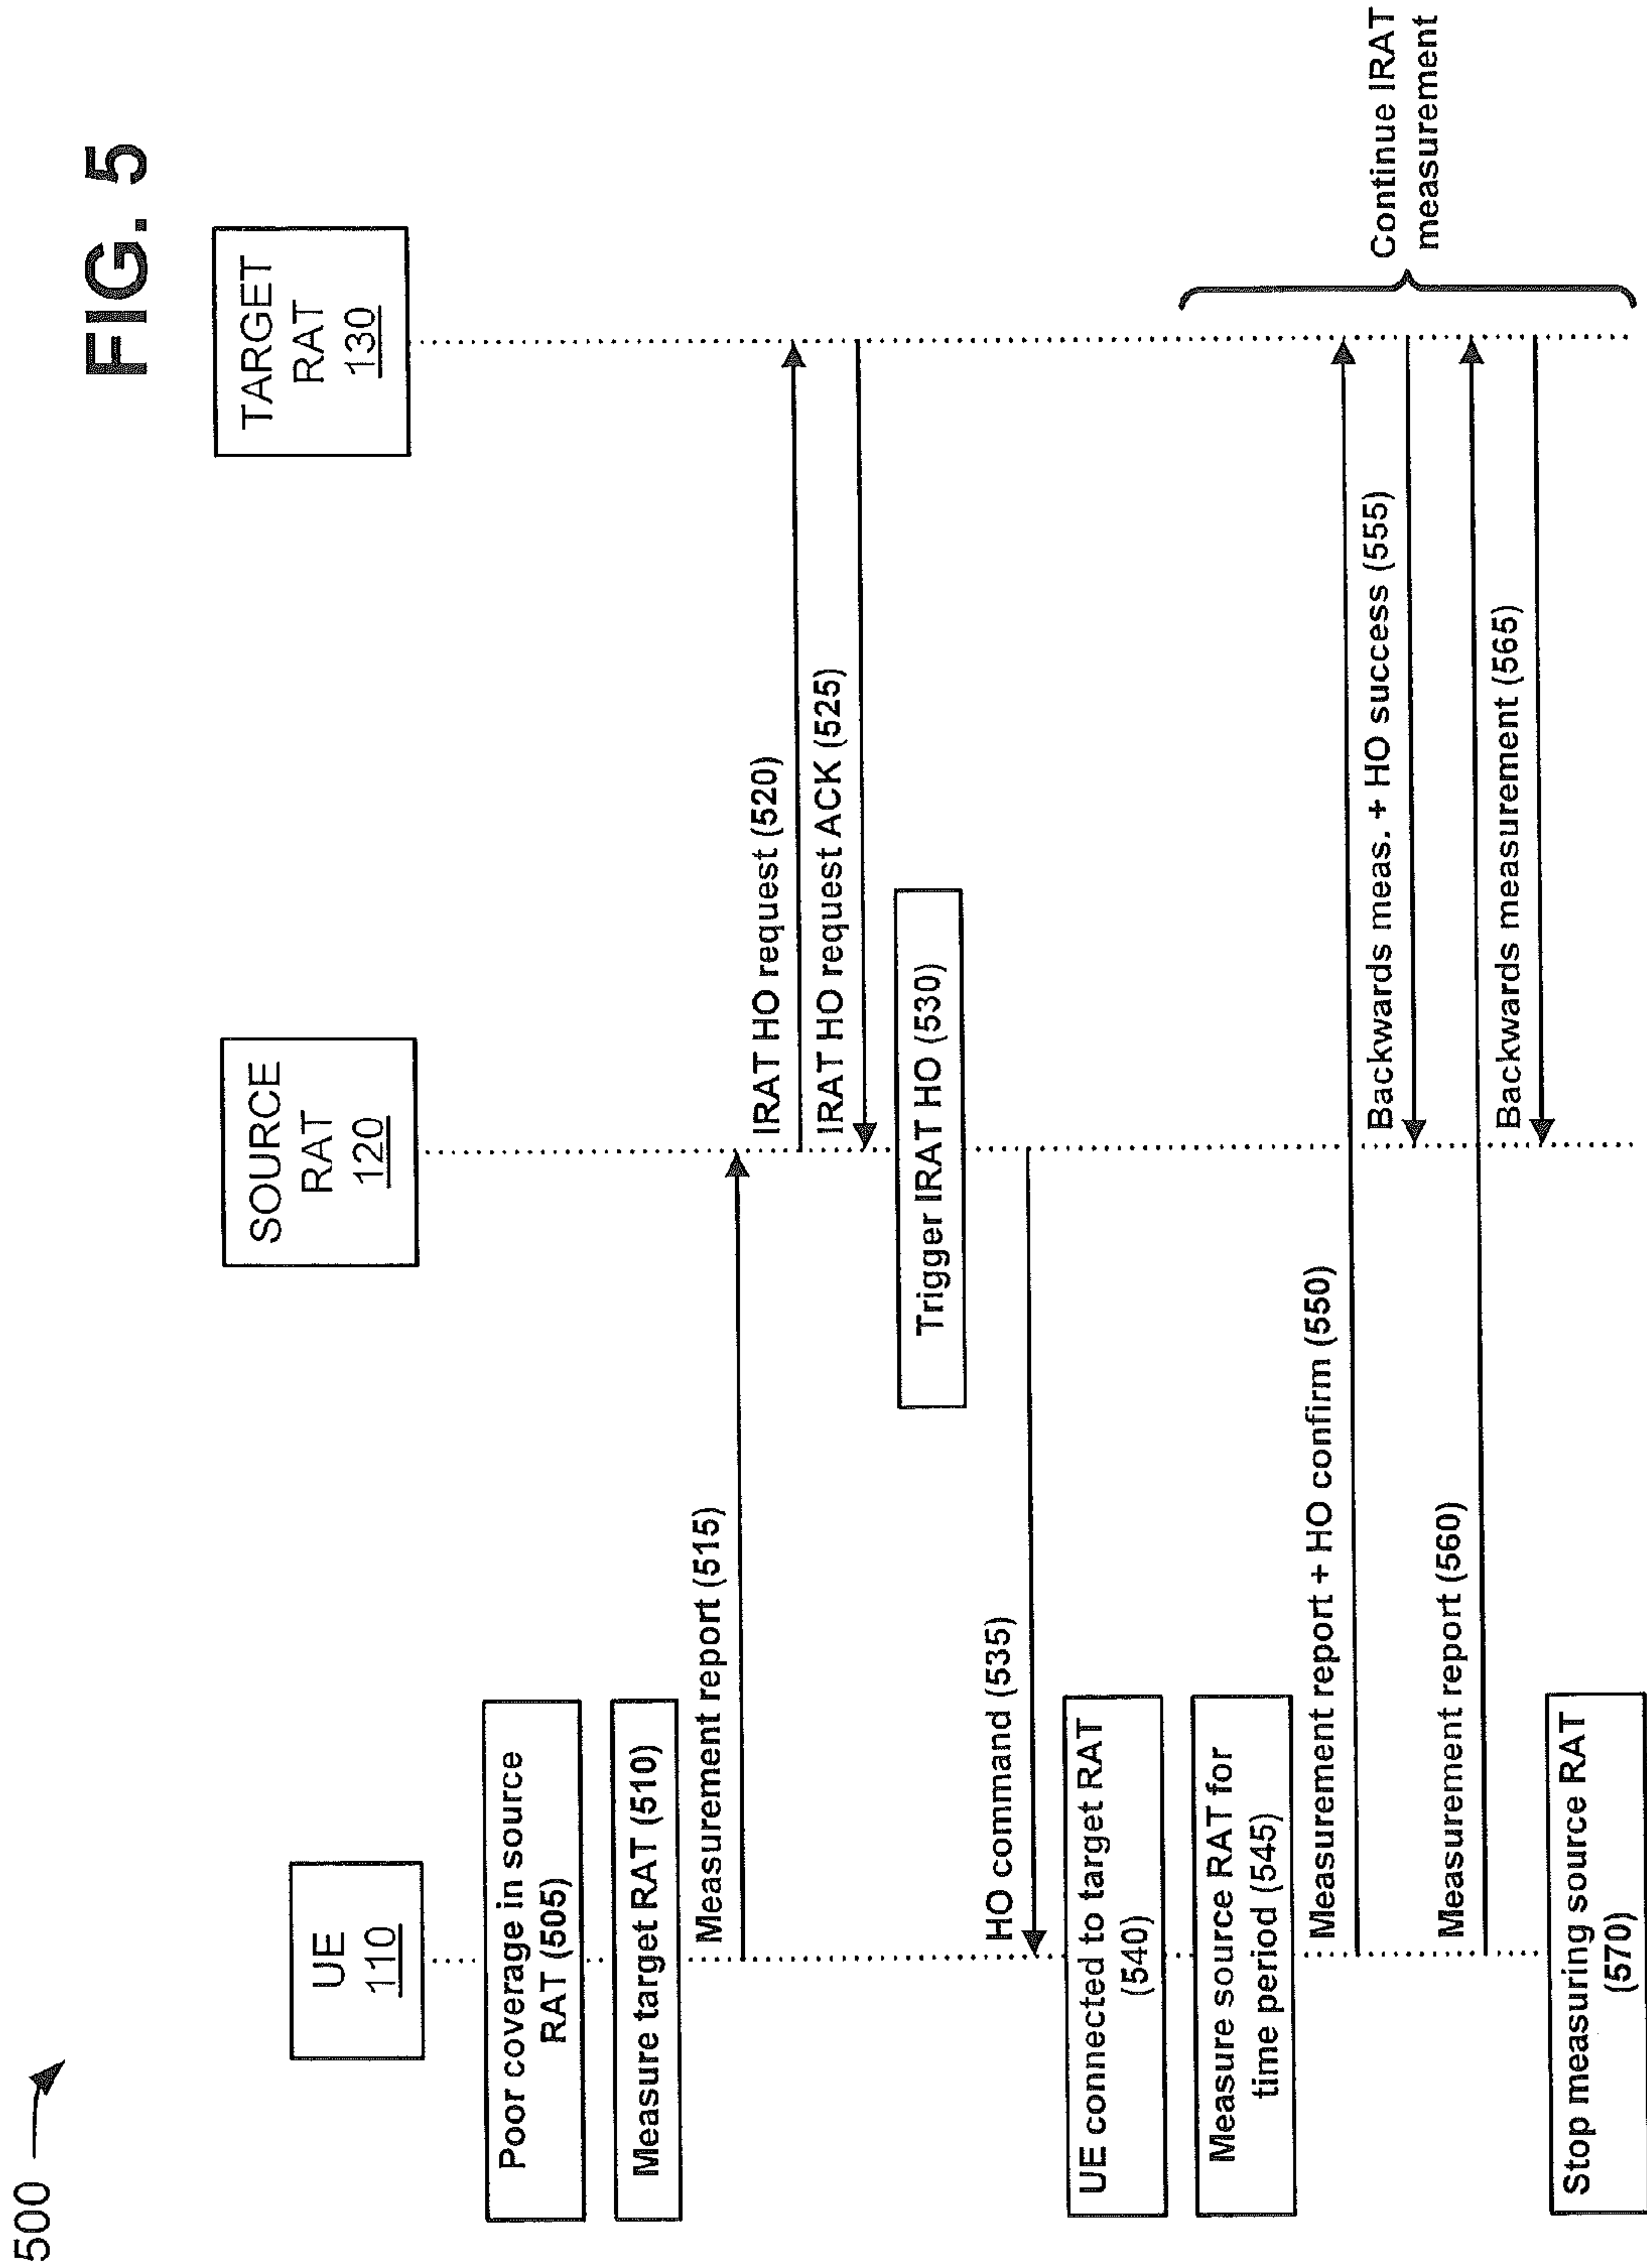 500
FIG. 5
UE
110
SOURCE
RAT
120
TARGET
RAT
130
Poor coverage in source
RAT (505)
Measure target RAT (510)
Measurement report (515)
IRAT HO request (520)
IRAT HO request ACK (525)
Trigger IRAT HO (530)
HO command (535)
UE connected to target RAT
(540)
Measure source RAT for
time period (545)
Measurement report + HO confirm (550)
Backwards meas. + HO success (555)
Measurement report (560)
Backwards measurement (565)
Stop measuring source RAT
(570)
Continue IRAT
measurement